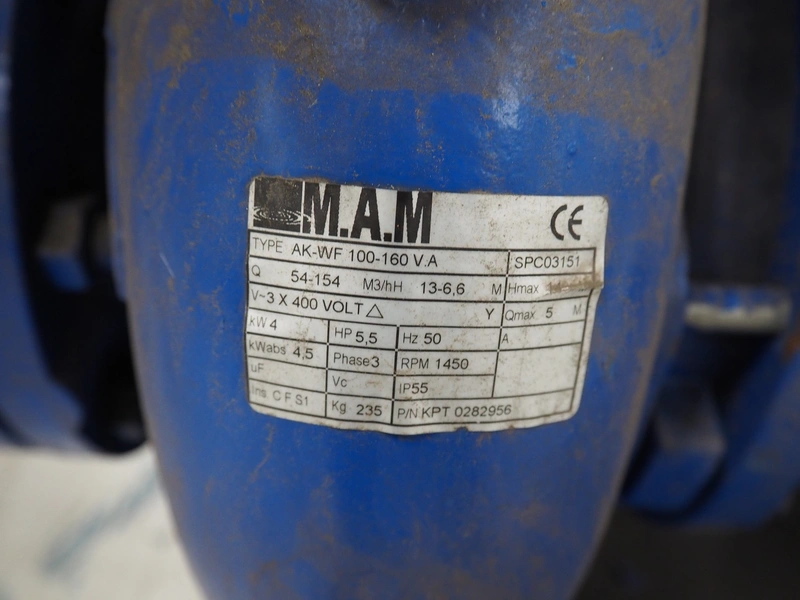 M.A.M CE
TYPE AK-WF 100-160 V.A SPC03151
Q 54-154 M3/hH 13-6,6 M Hmax
V~3 X 400 VOLT △ Y Qmax 5 M
kW 4 HP 5,5 Hz 50 A
kWabs 4,5 Phase 3 RPM 1450
uF Vc IP55
Ins C F S1 Kg 235 P/N KPT 0282956